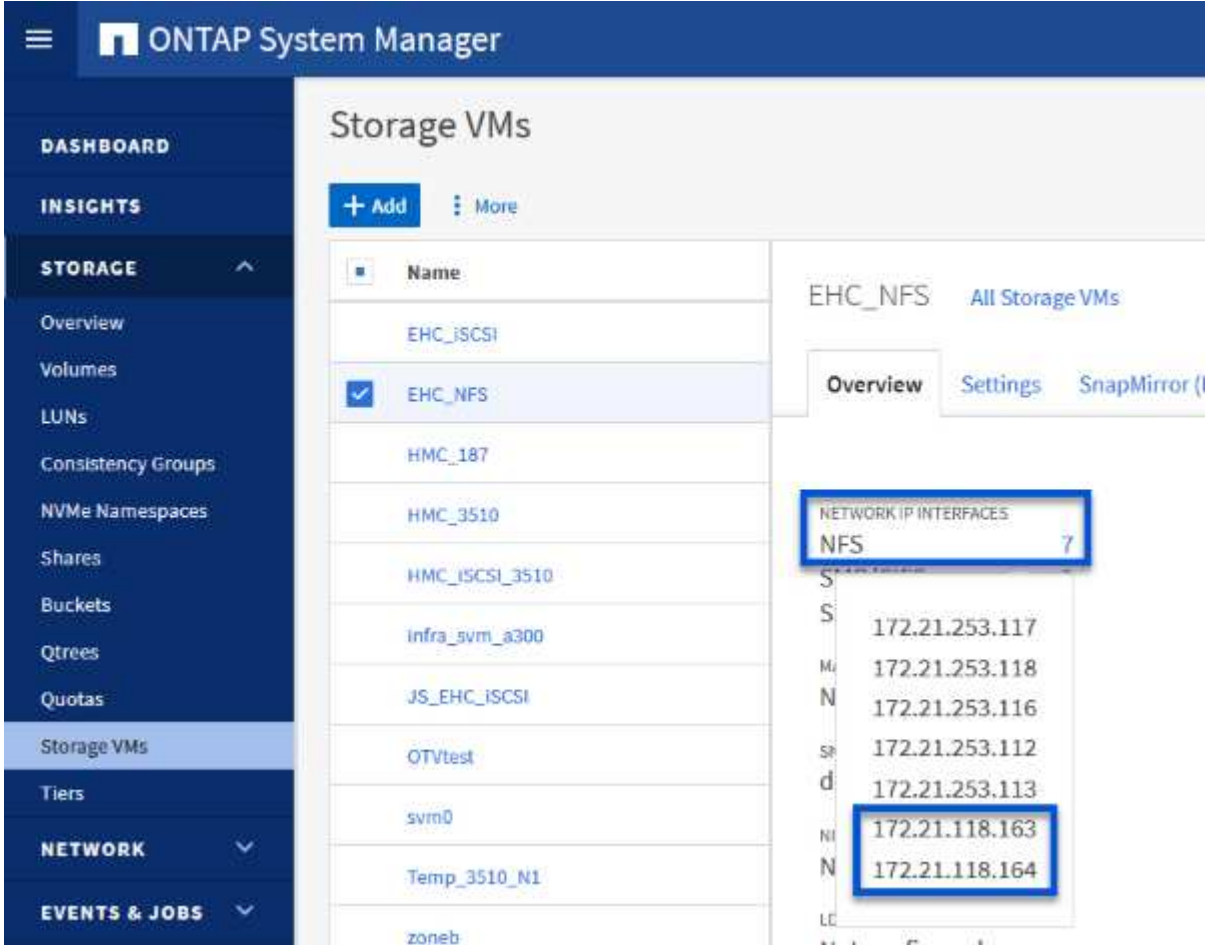 ONTAP System Manager
DASHBOARD
INSIGHTS
STORAGE
Overview
Volumes
LUNs
Consistency Groups
NVMe Namespaces
Shares
Buckets
Qtrees
Quotas
Storage VMs
Tiers
NETWORK
EVENTS & JOBS
Storage VMs
+ Add
More
Name
EHC_iSCSI
EHC_NFS
HMC_187
HMC_3510
HMC_iSCSI_3510
infra_svm_a300
JS_EHC_iSCSI
OTVtest
svm0
Temp_3510_N1
zoneb
EHC_NFS All Storage VMs
Overview Settings SnapMirror (
NETWORK IP INTERFACES
NFS 7
172.21.253.117
172.21.253.118
172.21.253.116
172.21.253.112
172.21.253.113
172.21.118.163
172.21.118.164